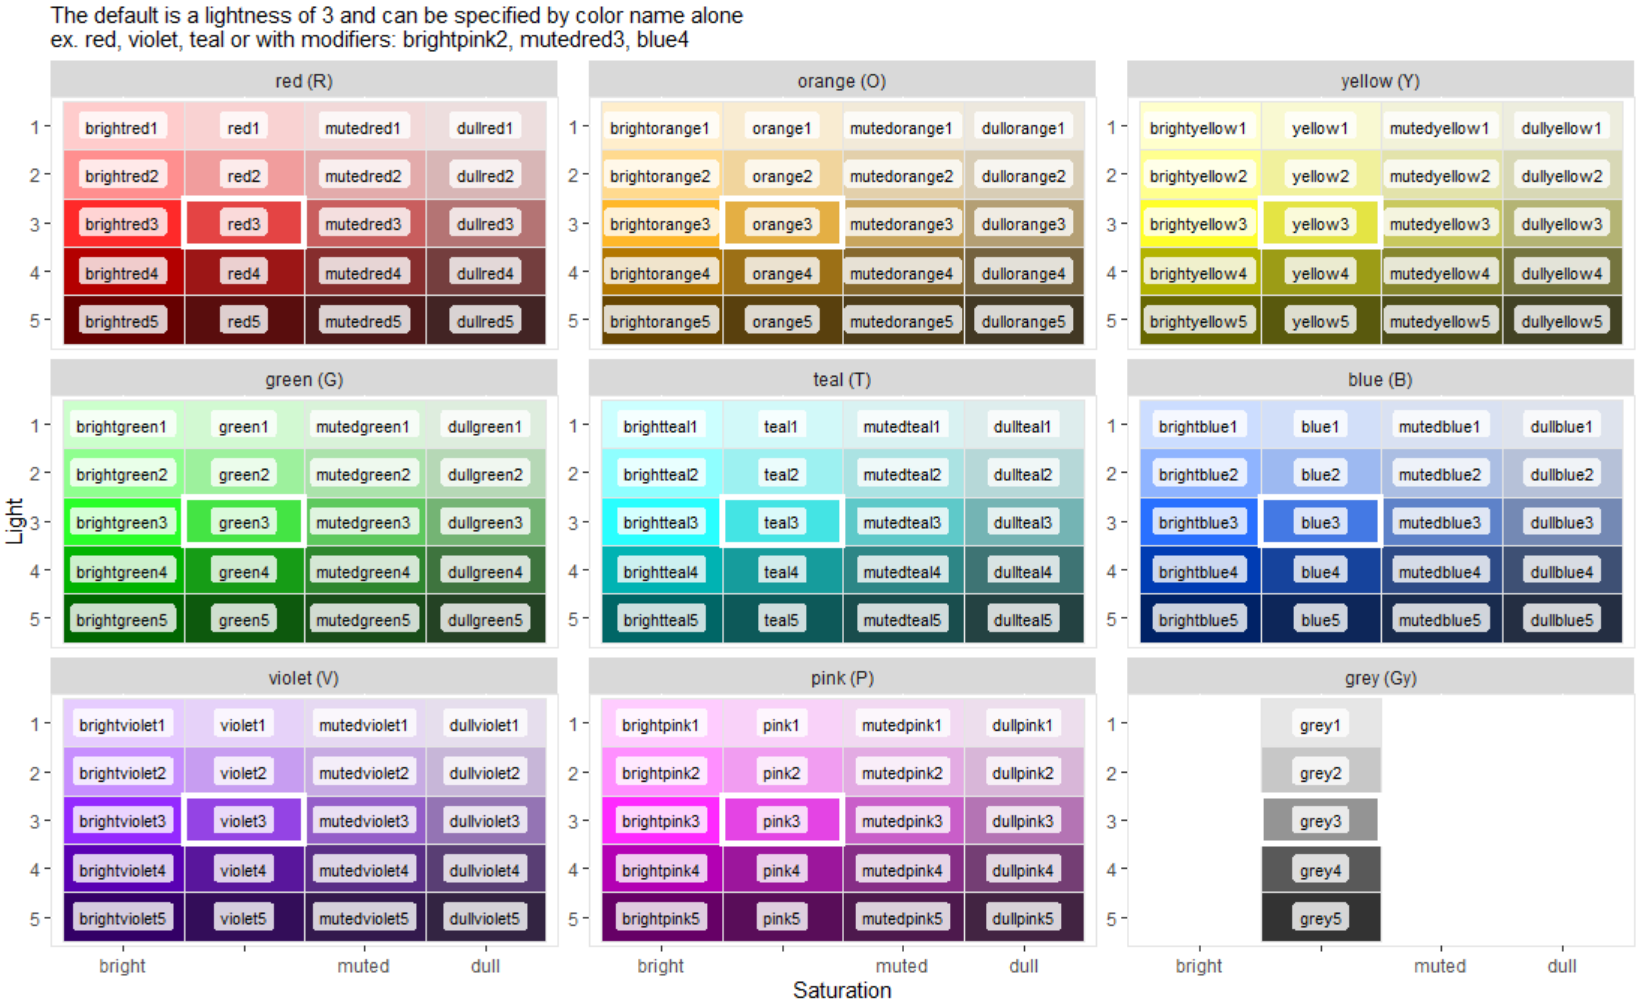 The default is a lightness of 3 and can be specified by color name alone
ex. red, violet, teal or with modifiers: brightpink2, mutedred3, blue4
red (R)
1 brightred1 red1 mutedred1 dullred1
2 brightred2 red2 mutedred2 dullred2
3 brightred3 red3 mutedred3 dullred3
4 brightred4 red4 mutedred4 dullred4
5 brightred5 red5 mutedred5 dullred5
orange (O)
1 brightorange1 orange1 mutedorange1 dullorange1
2 brightorange2 orange2 mutedorange2 dullorange2
3 brightorange3 orange3 mutedorange3 dullorange3
4 brightorange4 orange4 mutedorange4 dullorange4
5 brightorange5 orange5 mutedorange5 dullorange5
yellow (Y)
1 brightyellow1 yellow1 mutedyellow1 dullyellow1
2 brightyellow2 yellow2 mutedyellow2 dullyellow2
3 brightyellow3 yellow3 mutedyellow3 dullyellow3
4 brightyellow4 yellow4 mutedyellow4 dullyellow4
5 brightyellow5 yellow5 mutedyellow5 dullyellow5
Light
green (G)
1 brightgreen1 green1 mutedgreen1 dullgreen1
2 brightgreen2 green2 mutedgreen2 dullgreen2
3 brightgreen3 green3 mutedgreen3 dullgreen3
4 brightgreen4 green4 mutedgreen4 dullgreen4
5 brightgreen5 green5 mutedgreen5 dullgreen5
teal (T)
1 brightteal1 teal1 mutedteal1 dullteal1
2 brightteal2 teal2 mutedteal2 dullteal2
3 brightteal3 teal3 mutedteal3 dullteal3
4 brightteal4 teal4 mutedteal4 dullteal4
5 brightteal5 teal5 mutedteal5 dullteal5
blue (B)
1 brightblue1 blue1 mutedblue1 dullblue1
2 brightblue2 blue2 mutedblue2 dullblue2
3 brightblue3 blue3 mutedblue3 dullblue3
4 brightblue4 blue4 mutedblue4 dullblue4
5 brightblue5 blue5 mutedblue5 dullblue5
violet (V)
1 brightviolet1 violet1 mutedviolet1 dullviolet1
2 brightviolet2 violet2 mutedviolet2 dullviolet2
3 brightviolet3 violet3 mutedviolet3 dullviolet3
4 brightviolet4 violet4 mutedviolet4 dullviolet4
5 brightviolet5 violet5 mutedviolet5 dullviolet5
bright muted dull
pink (P)
1 brightpink1 pink1 mutedpink1 dullpink1
2 brightpink2 pink2 mutedpink2 dullpink2
3 brightpink3 pink3 mutedpink3 dullpink3
4 brightpink4 pink4 mutedpink4 dullpink4
5 brightpink5 pink5 mutedpink5 dullpink5
bright muted dull
grey (Gy)
1 grey1
2 grey2
3 grey3
4 grey4
5 grey5
bright muted dull
Saturation